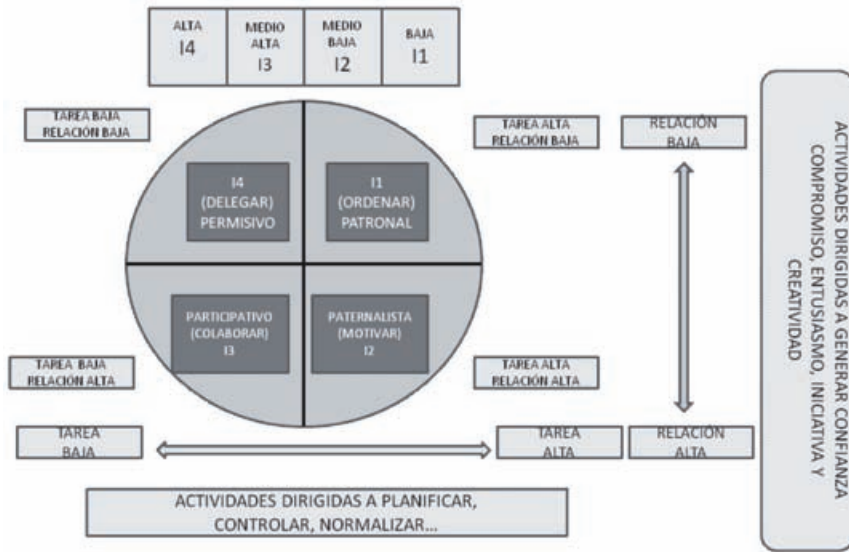 ALTA
I4
MEDIO
ALTA
I3
MEDIO
BAJA
I2
BAJA
I1
TAREA BAJA
RELACIÓN BAJA
TAREA ALTA
RELACIÓN BAJA
RELACIÓN
BAJA
I4
(DELEGAR)
PERMISIVO
I1
(ORDENAR)
PATRONAL
PARTICIPATIVO
(COLABORAR)
I3
PATERNALISTA
(MOTIVAR)
I2
TAREA BAJA
RELACIÓN ALTA
TAREA ALTA
RELACIÓN ALTA
TAREA
BAJA
TAREA
ALTA
RELACIÓN
ALTA
ACTIVIDADES DIRIGIDAS A PLANIFICAR,
CONTROLAR, NORMALIZAR...
ACTIVIDADES DIRIGIDAS A GENERAR CONFIANZA
COMPROMISO, ENTUSIASMO, INICIATIVA Y
CREATIVIDAD